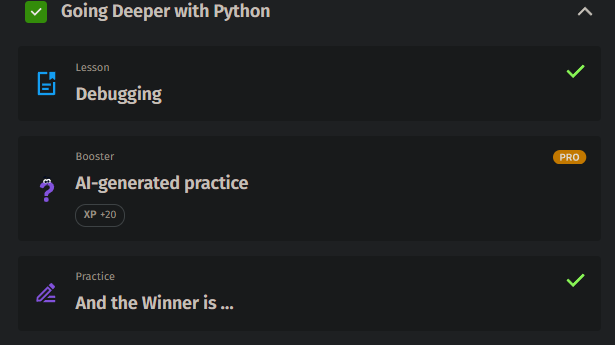 Going Deeper with Python
Lesson
Debugging
Booster
PRO
AI-generated practice
XP +20
Practice
And the Winner is ...